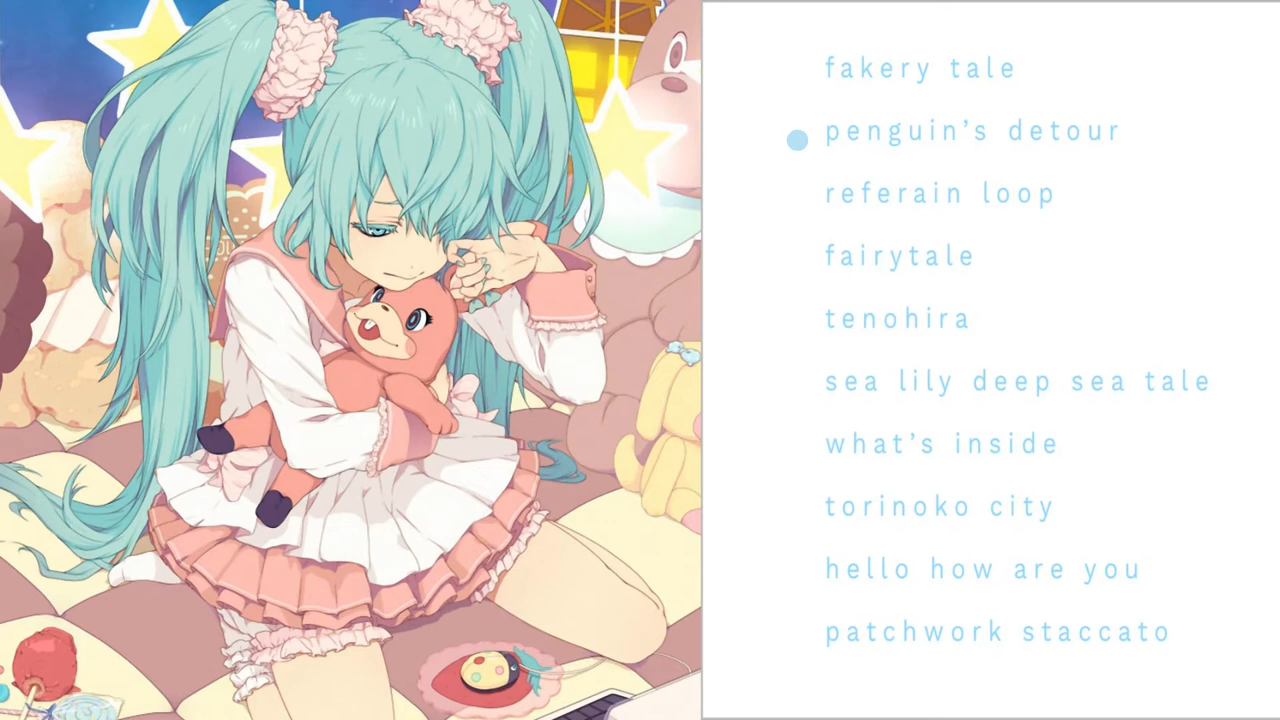 fakery tale
penguin’s detour
referain loop
fairytale
tenohira
sea lily deep sea tale
what’s inside
torinoko city
hello how are you
patchwork staccato